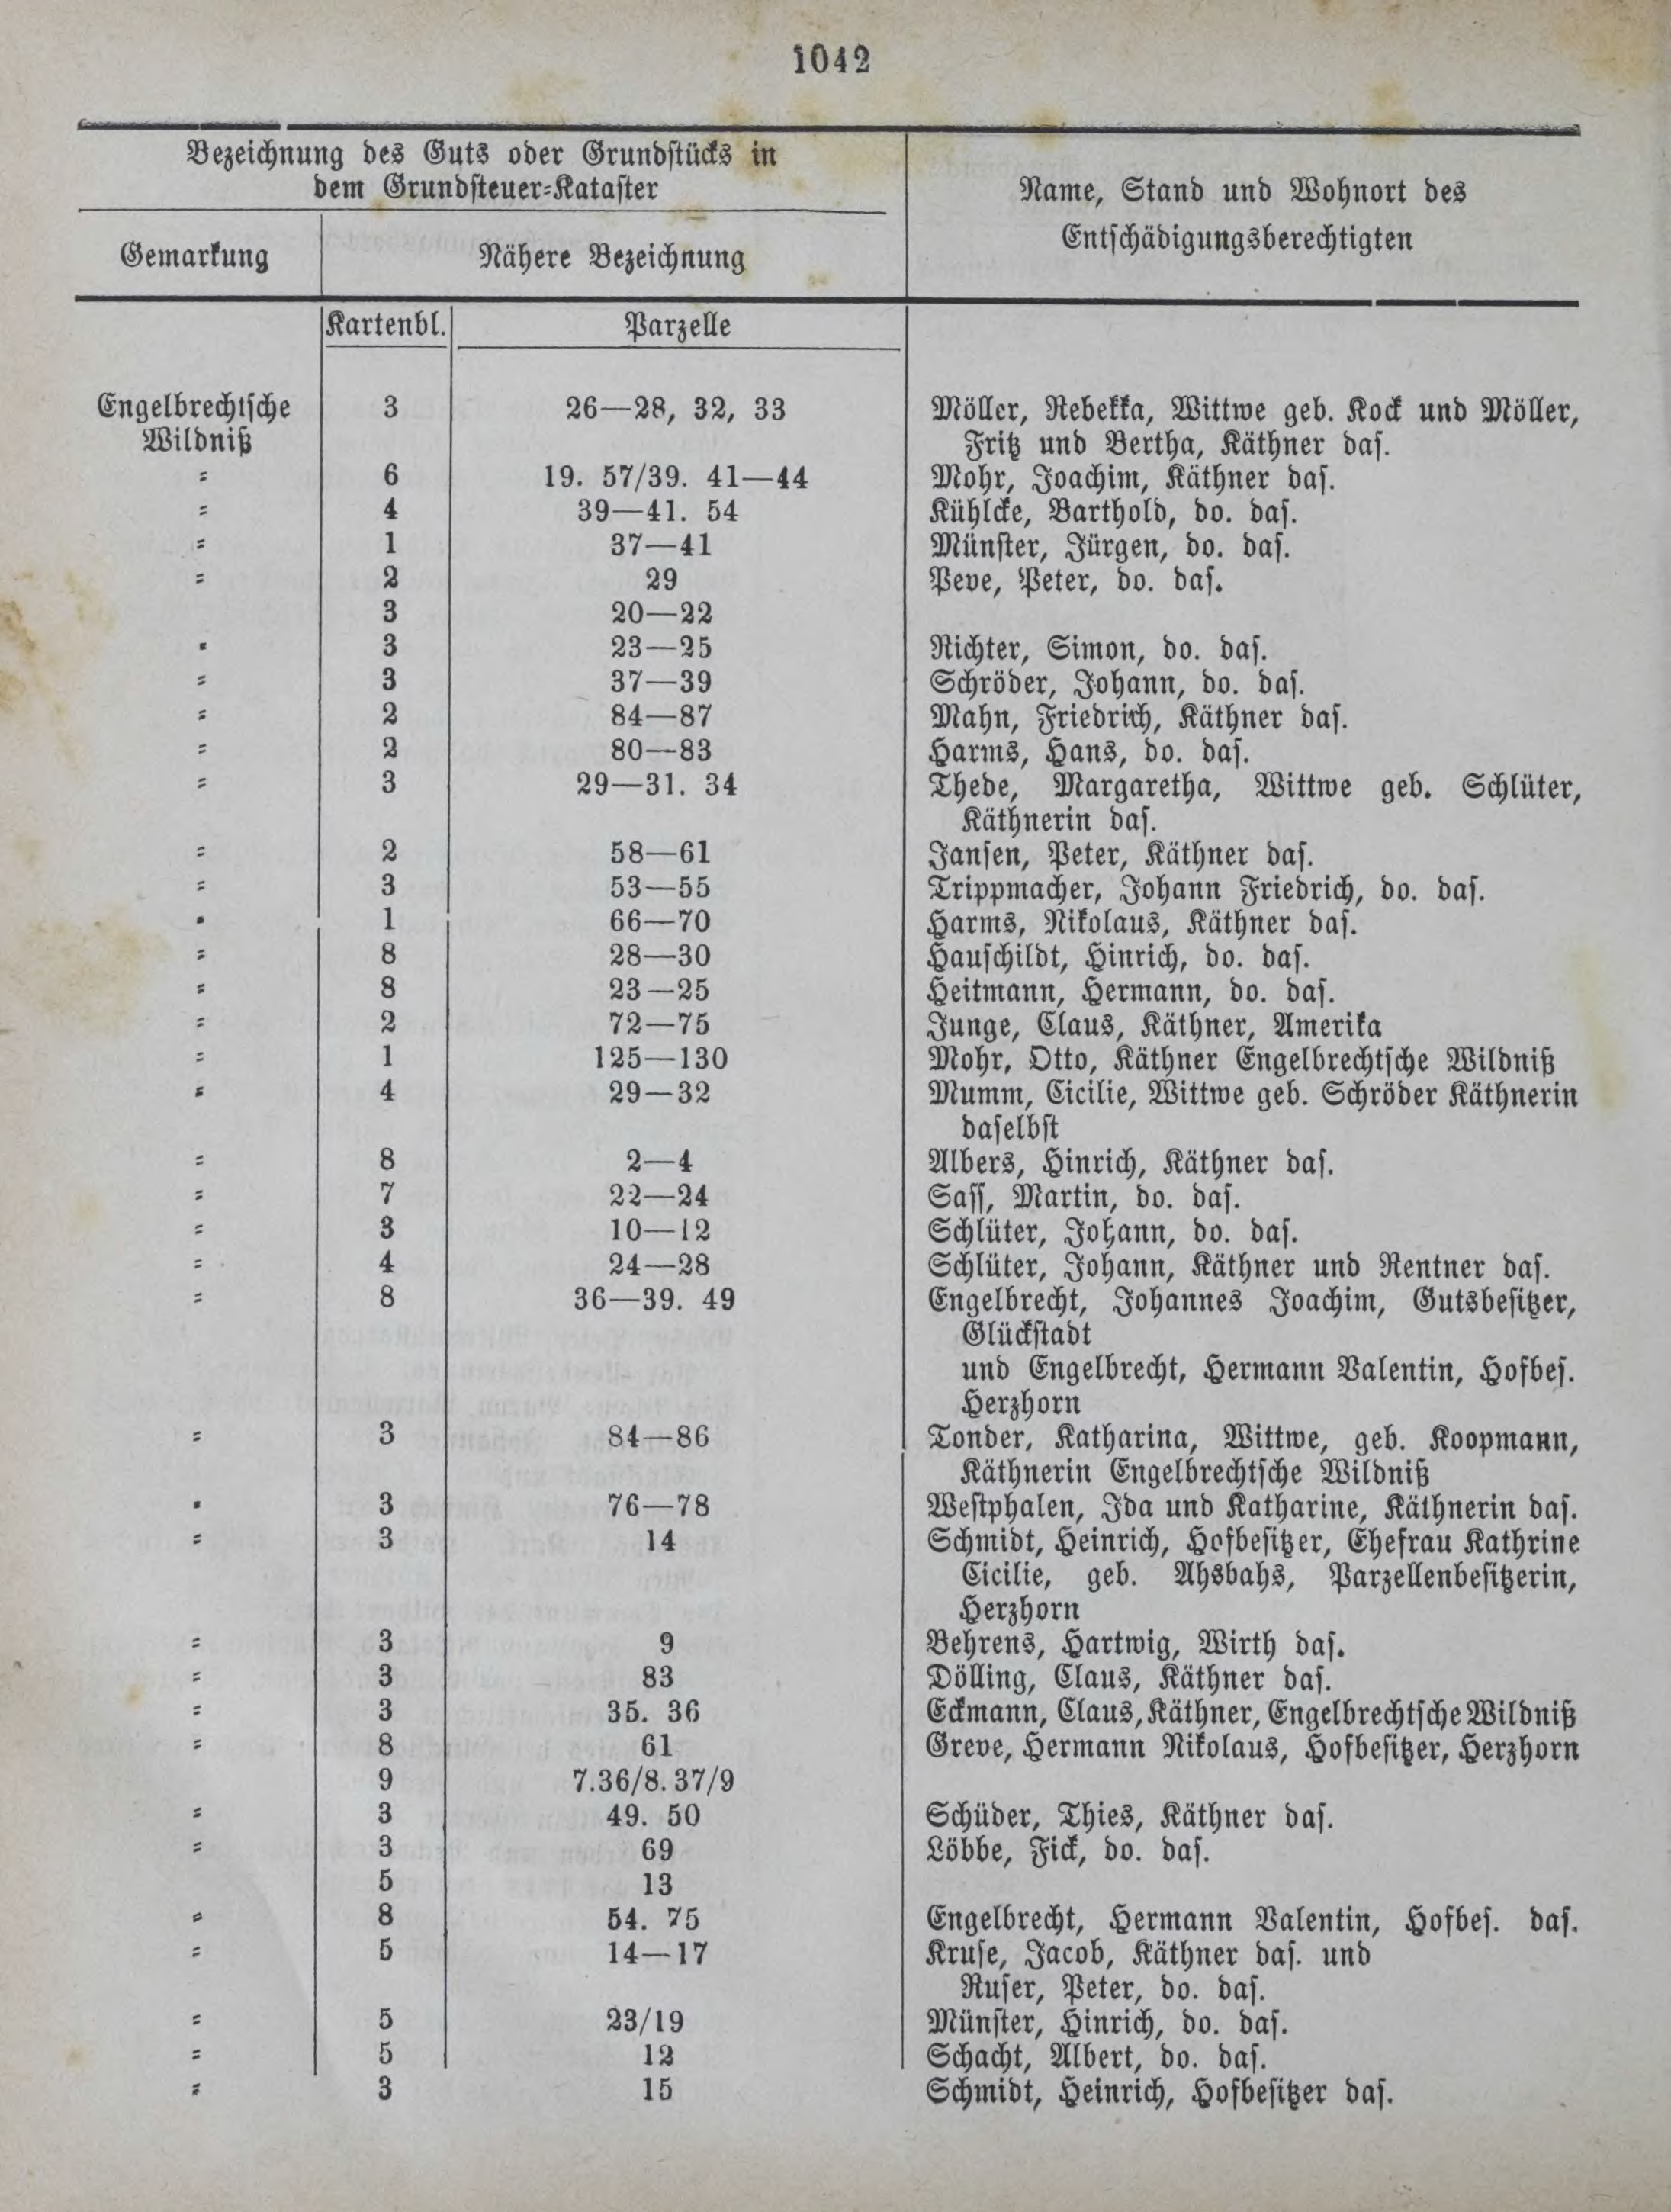 1042
Bezeichnung des Guts oder Grundstücks in
dem Grundsteuer-Kataster
Name, Stand und Wohnort des
Entschädigungsberechtigten
Gemarkung Nähere Bezeichnung
Kartenbl. Parzelle
Engelbrechtsche 3 26—28, 32, 33 Möller, Rebekka, Wittwe geb. Kock und Möller,
Wildniß Fritz und Bertha, Käthner das.
= 6 19. 57/39. 41—44 Mohr, Joachim, Käthner das.
= 4 39—41. 54 Kühlcke, Barthold, do. das.
= 1 37—41 Münster, Jürgen, do. das.
= 2 29 Peve, Peter, do. das.
3 20—22
= 3 23—25 Richter, Simon, do. das.
= 3 37—39 Schröder, Johann, do. das.
= 2 84—87 Mahn, Friedrich, Käthner das.
= 2 80—83 Harms, Hans, do. das.
= 3 29—31. 34 Thede, Margaretha, Wittwe geb. Schlüter,
Käthnerin das.
= 2 58—61 Jansen, Peter, Käthner das.
= 3 53—55 Trippmacher, Johann Friedrich, do. das.
= 1 66—70 Harms, Nikolaus, Käthner das.
= 8 28—30 Hauschildt, Hinrich, do. das.
= 8 23—25 Heitmann, Hermann, do. das.
= 2 72—75 Junge, Claus, Käthner, Amerika
= 1 125—130 Mohr, Otto, Käthner Engelbrechtsche Wildniß
= 4 29—32 Mumm, Cicilie, Wittwe geb. Schröder Käthnerin
daselbst
= 8 2—4 Albers, Hinrich, Käthner das.
= 7 22—24 Sass, Martin, do. das.
= 3 10—12 Schlüter, Johann, do. das.
= 4 24—28 Schlüter, Johann, Käthner und Rentner das.
= 8 36—39. 49 Engelbrecht, Johannes Joachim, Gutsbesitzer,
Glückstadt
und Engelbrecht, Hermann Valentin, Hofbes.
Herzhorn
= 3 84—86 Tonder, Katharina, Wittwe, geb. Koopmann,
Käthnerin Engelbrechtsche Wildniß
= 3 76—78 Westphalen, Ida und Katharine, Käthnerin das.
= 3 14 Schmidt, Heinrich, Hofbesitzer, Ehefrau Kathrine
Cicilie, geb. Ahsbahs, Parzellenbesitzerin,
Herzhorn
= 3 9 Behrens, Hartwig, Wirth das.
= 3 83 Dölling, Claus, Käthner das.
= 3 35. 36 Eckmann, Claus, Käthner, Engelbrechtsche Wildniß
= 8 61 Greve, Hermann Nikolaus, Hofbesitzer, Herzhorn
9 7.36/8.37/9
= 3 49. 50 Schüder, Thies, Käthner das.
= 3 69 Löbbe, Fick, do. das.
5 13
= 8 54. 75 Engelbrecht, Hermann Valentin, Hofbes. das.
= 5 14—17 Kruse, Jacob, Käthner das. und
Ruser, Peter, do. das.
= 5 23/19 Münster, Hinrich, do. das.
= 5 12 Schacht, Albert, do. das.
= 3 15 Schmidt, Heinrich, Hofbesitzer das.